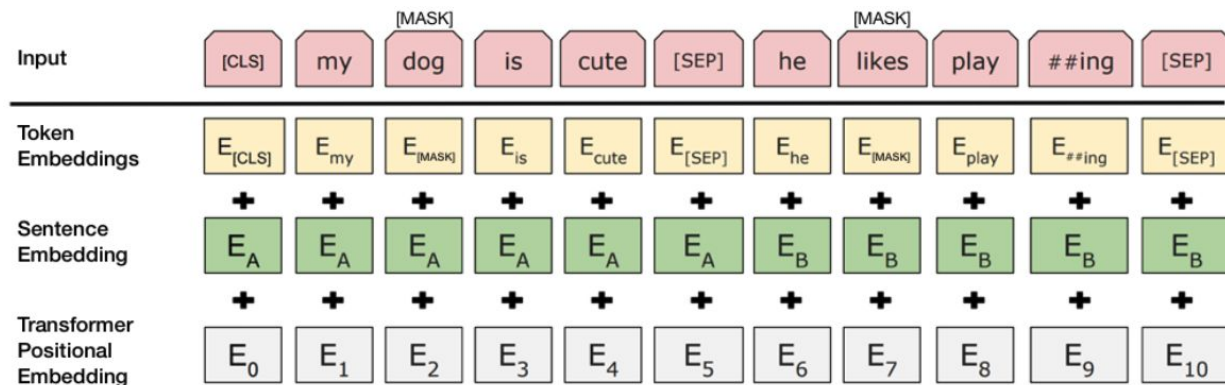 [MASK] [MASK]
Input [CLS] my dog is cute [SEP] he likes play ##ing [SEP]
Token
Embeddings E[CLS] Emy E[MASK] Eis Ecute E[SEP] Ehe E[MASK] Eplay E##ing E[SEP]
+ + + + + + + + + + +
Sentence
Embedding EA EA EA EA EA EA EB EB EB EB EB
+ + + + + + + + + + +
Transformer
Positional
Embedding E0 E1 E2 E3 E4 E5 E6 E7 E8 E9 E10